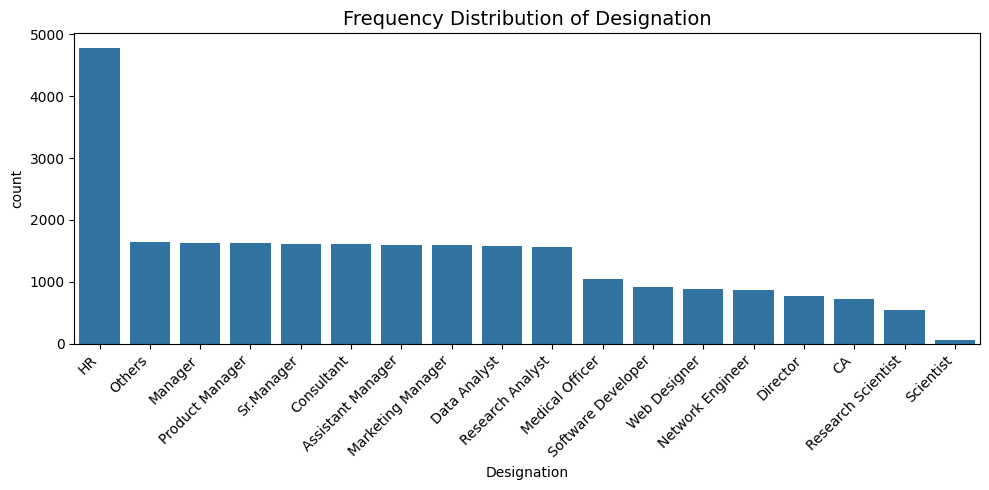 Frequency Distribution of Designation
count
5000
4000
3000
2000
1000
0
HR
Others
Manager
Product Manager
Sr.Manager
Consultant
Assistant Manager
Marketing Manager
Data Analyst
Research Analyst
Medical Officer
Software Developer
Web Designer
Network Engineer
Director
CA
Research Scientist
Scientist
Designation